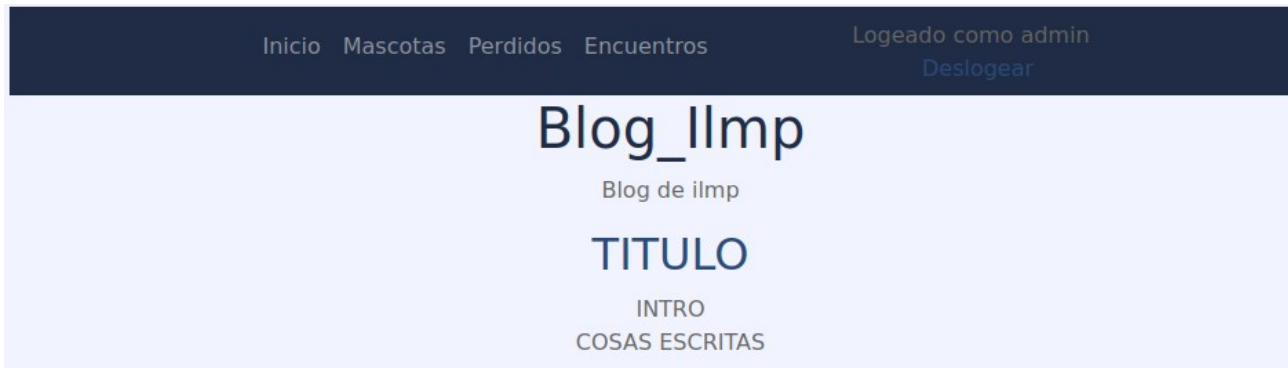 Inicio Mascotas Perdidos Encuentros
Logeado como admin
Deslogear
Blog_Ilmp
Blog de ilmp
TITULO
INTRO
COSAS ESCRITAS